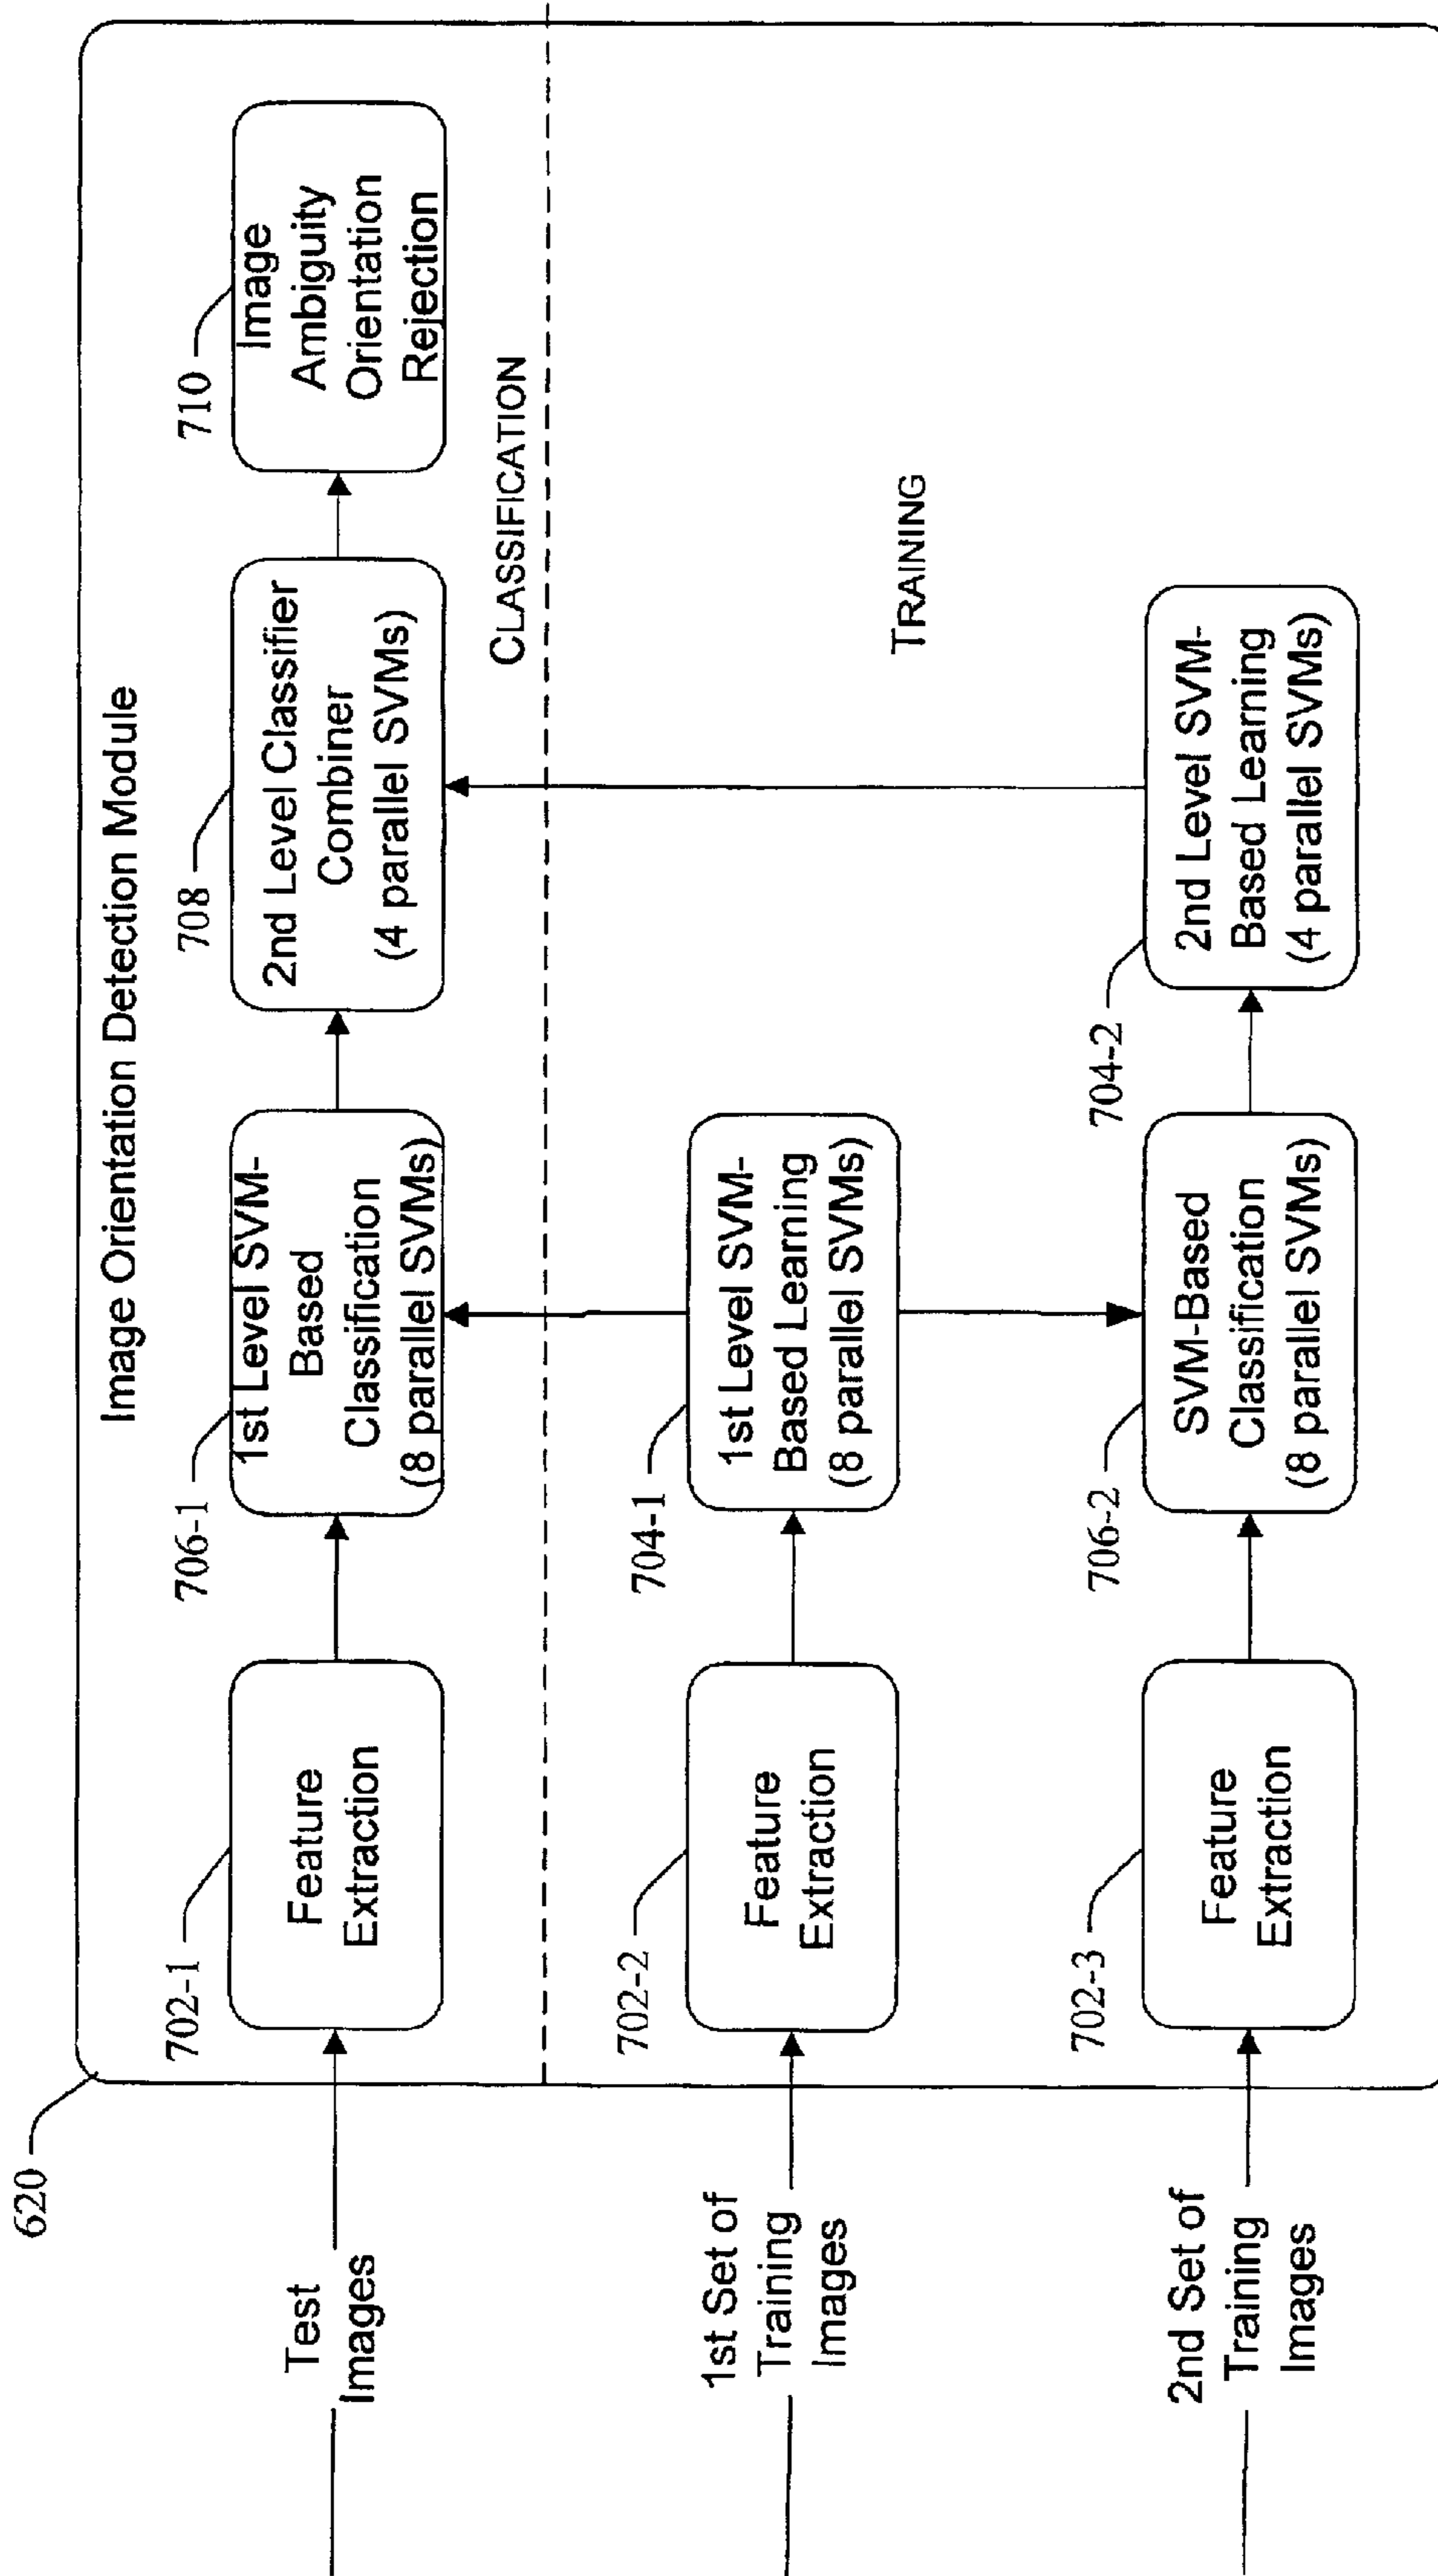 620
Image Orientation Detection Module
Test
Images
702-1
Feature
Extraction
706-1
1st Level SVM-
Based
Classification
(8 parallel SVMs)
708
2nd Level Classifier
Combiner
(4 parallel SVMs)
710
Image
Ambiguity
Orientation
Rejection
CLASSIFICATION
TRAINING
1st Set of
Training
Images
702-2
Feature
Extraction
704-1
1st Level SVM-
Based Learning
(8 parallel SVMs)
2nd Set of
Training
Images
702-3
Feature
Extraction
706-2
SVM-Based
Classification
(8 parallel SVMs)
704-2
2nd Level SVM-
Based Learning
(4 parallel SVMs)